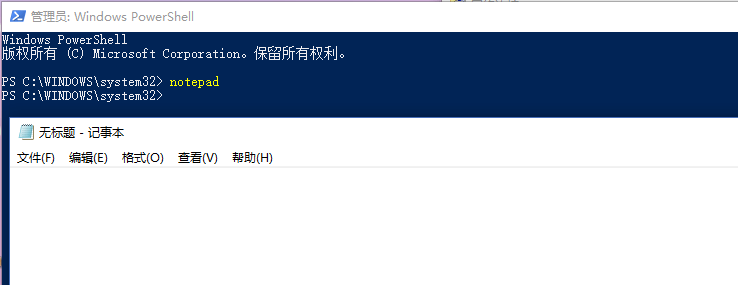 管理员: Windows PowerShell
Windows PowerShell
版权所有 (C) Microsoft Corporation。保留所有权利。
PS C:\WINDOWS\system32> notepad
PS C:\WINDOWS\system32>
无标题 - 记事本
文件(F) 编辑(E) 格式(O) 查看(V) 帮助(H)